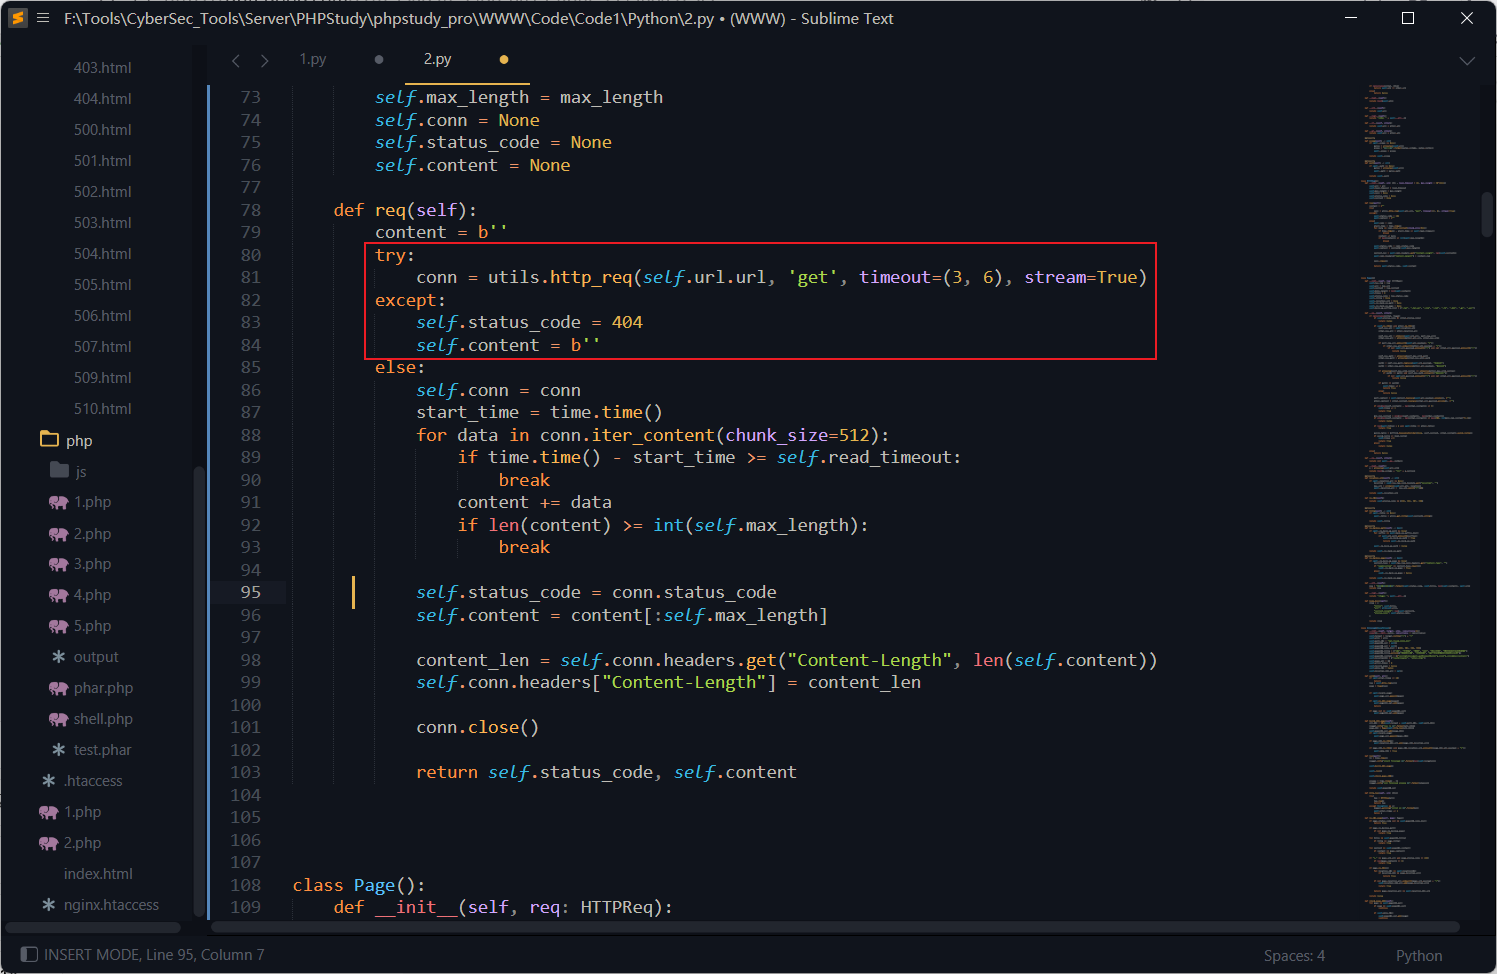 F:\Tools\CyberSec_Tools\Server\PHPStudy\phpstudy_pro\WWW\Code\Code1\Python\2.py • (WWW) - Sublime Text
403.html
404.html
500.html
501.html
502.html
503.html
504.html
505.html
506.html
507.html
509.html
510.html
php
js
1.php
2.php
3.php
4.php
5.php
output
phar.php
shell.php
test.phar
.htaccess
1.php
2.php
index.html
nginx.htaccess
1.py
2.py
73 self.max_length = max_length
74 self.conn = None
75 self.status_code = None
76 self.content = None
77
78 def req(self):
79 content = b''
80 try:
81 conn = utils.http_req(self.url.url, 'get', timeout=(3, 6), stream=True)
82 except:
83 self.status_code = 404
84 self.content = b''
85 else:
86 self.conn = conn
87 start_time = time.time()
88 for data in conn.iter_content(chunk_size=512):
89 if time.time() - start_time >= self.read_timeout:
90 break
91 content += data
92 if len(content) >= int(self.max_length):
93 break
94
95 self.status_code = conn.status_code
96 self.content = content[:self.max_length]
97
98 content_len = self.conn.headers.get("Content-Length", len(self.content))
99 self.conn.headers["Content-Length"] = content_len
100
101 conn.close()
102
103 return self.status_code, self.content
104
105
106
107
108 class Page():
109 def __init__(self, req: HTTPReq):
INSERT MODE, Line 95, Column 7
Spaces: 4
Python